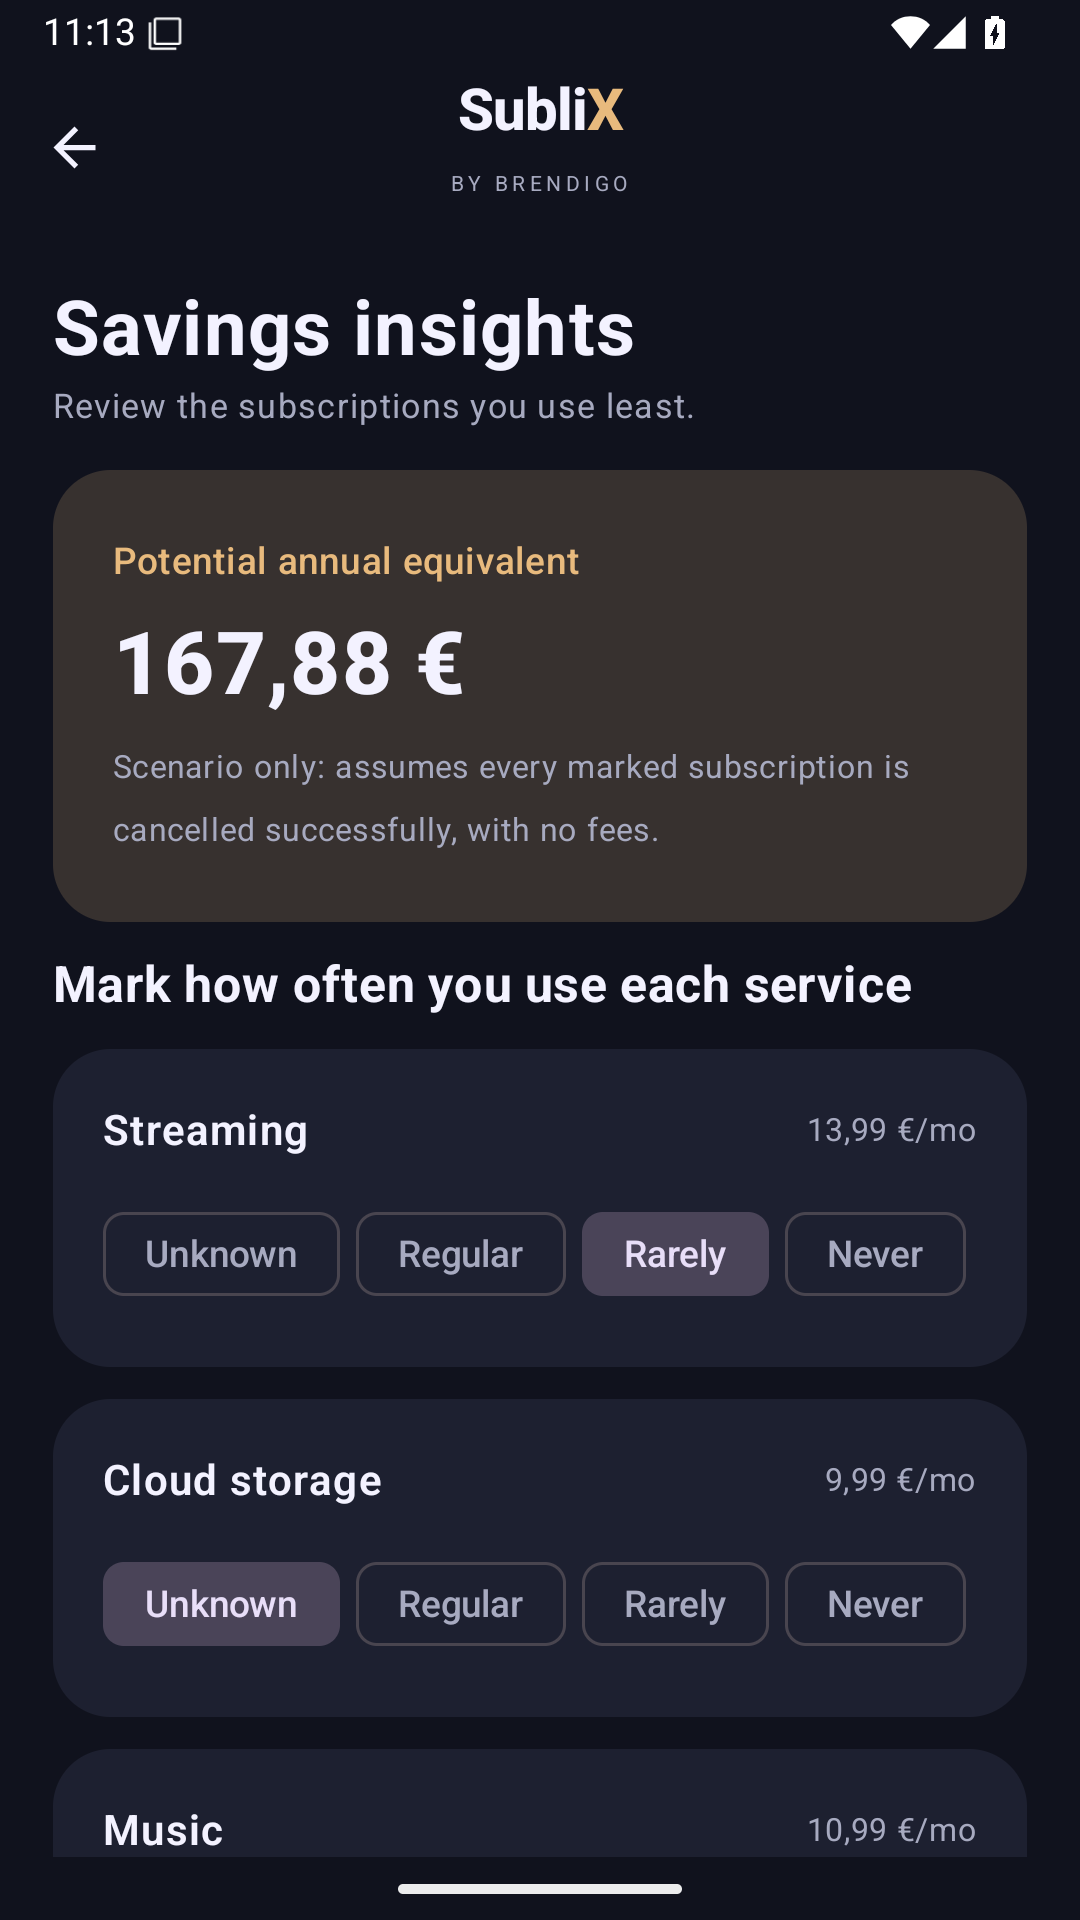 11:13
SubliX
BY BRENDIGO
Savings insights
Review the subscriptions you use least.
Potential annual equivalent
167,88 €
Scenario only: assumes every marked subscription is
cancelled successfully, with no fees.
Mark how often you use each service
Streaming 13,99 €/mo
Unknown Regular Rarely Never
Cloud storage 9,99 €/mo
Unknown Regular Rarely Never
Music 10,99 €/mo